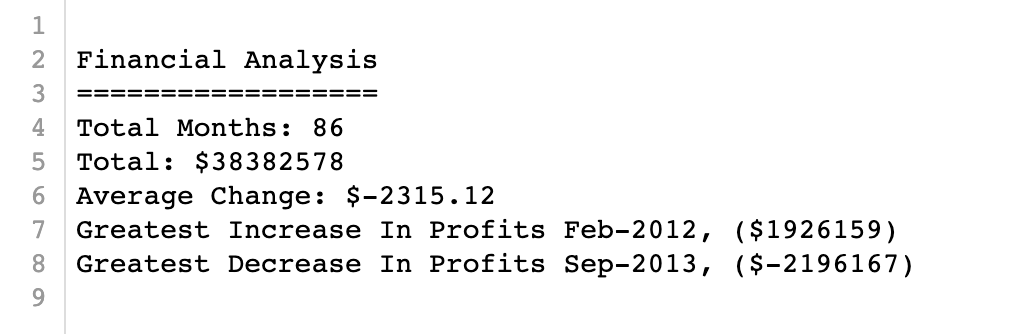 1
2 Financial Analysis
3 ==================
4 Total Months: 86
5 Total: $38382578
6 Average Change: $-2315.12
7 Greatest Increase In Profits Feb-2012, ($1926159)
8 Greatest Decrease In Profits Sep-2013, ($-2196167)
9